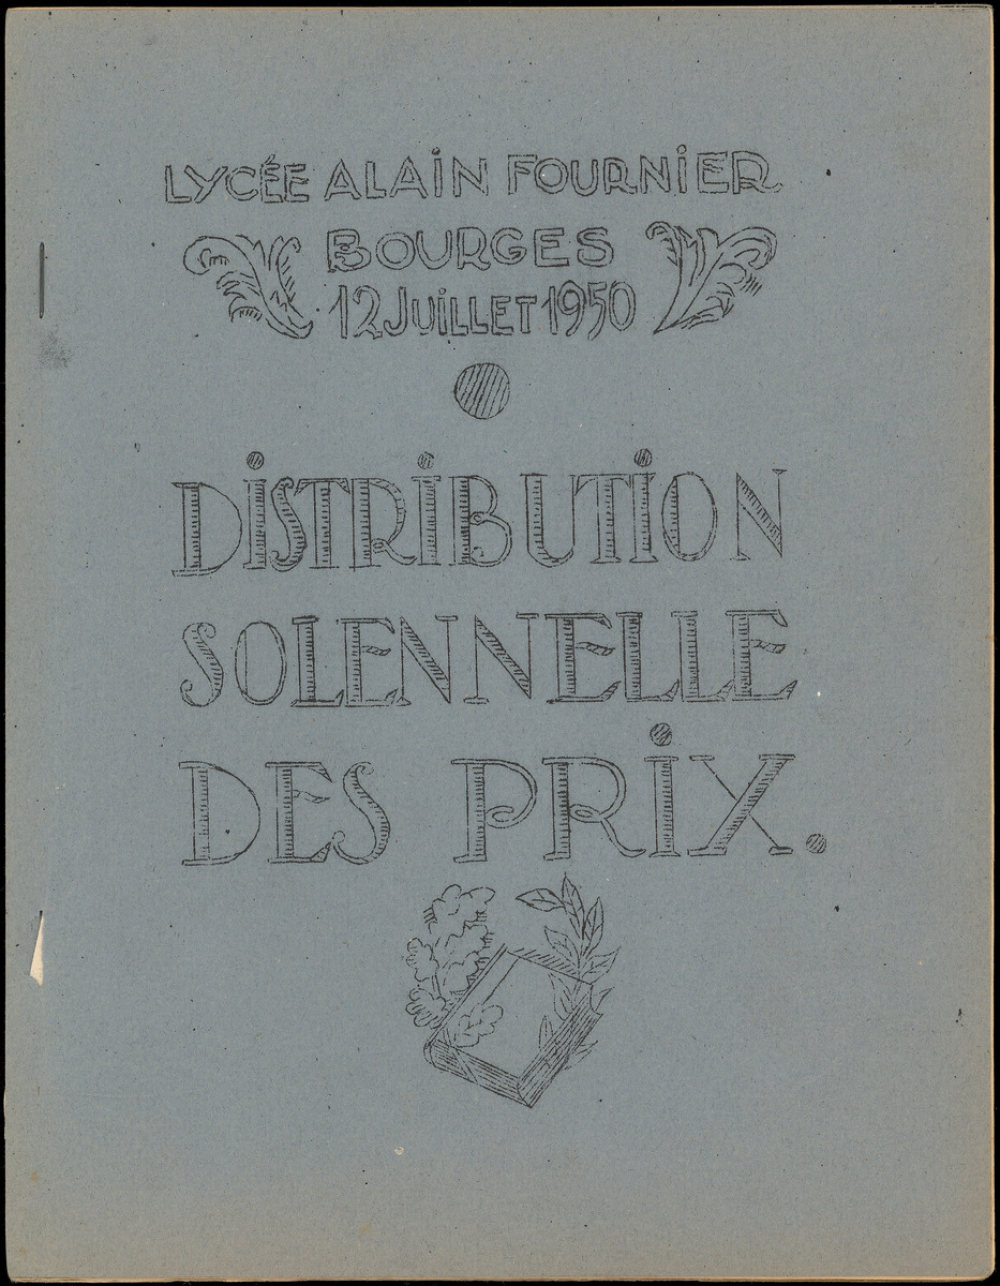 LYCÉE ALAiN FOURNiER
BOURGES
12 JUiLLET 1950
DiSTRiBUTiON
SOLENNELLE
DES PRiX.